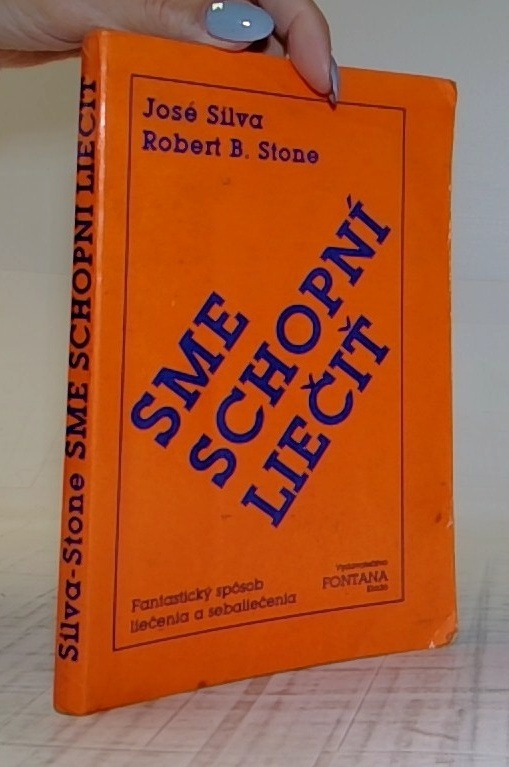 José Silva
Robert B. Stone
SME
SCHOPNÍ
LIEČIŤ
Fantastický spôsob
liečenia a sebaliečenia
Vydavateľstvo
FONTANA
Silva-Stone SME SCHOPNÍ LIEČIŤ